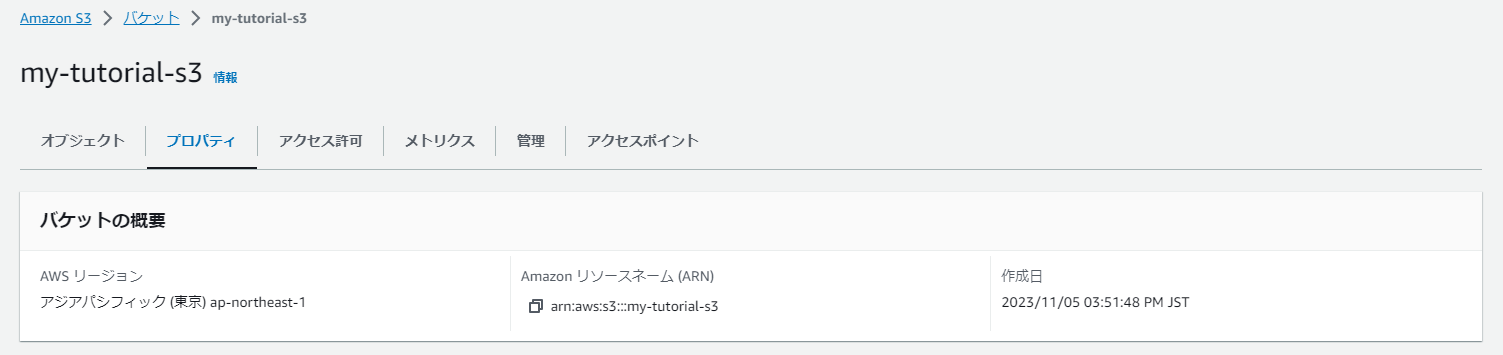 Amazon S3 > バケット > my-tutorial-s3
my-tutorial-s3 情報
オブジェクト プロパティ アクセス許可 メトリクス 管理 アクセスポイント
バケットの概要
AWS リージョン Amazon リソースネーム (ARN) 作成日
アジアパシフィック (東京) ap-northeast-1 arn:aws:s3:::my-tutorial-s3 2023/11/05 03:51:48 PM JST